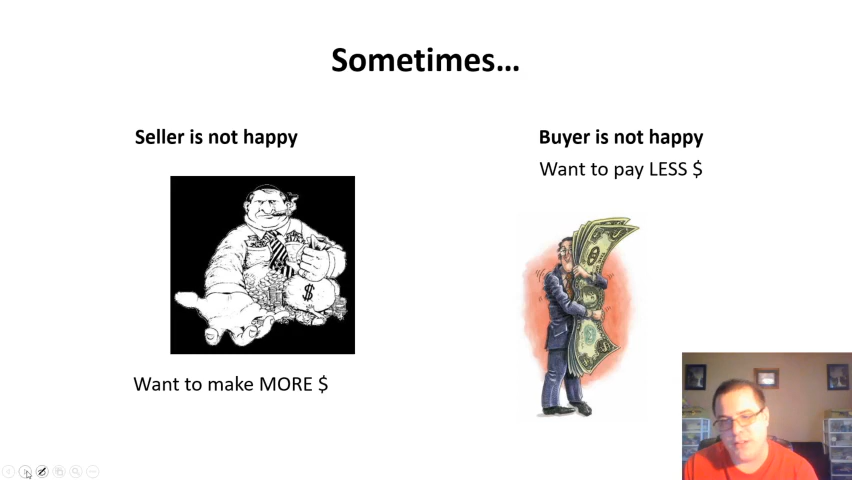 Sometimes…
Seller is not happy
Want to make MORE $
Buyer is not happy
Want to pay LESS $
$